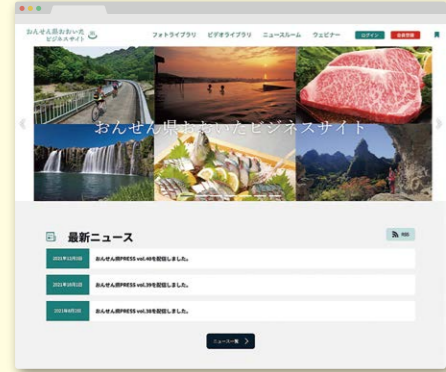 おんせん県おおいた
ビジネスサイト
フォトライブラリ ビデオライブラリ ニュースルーム ウェビナー ログイン 会員登録
おんせん県おおいたビジネスサイト
最新ニュース
RSS
2021年12月1日 おんせん県PRESS vol.40を配信しました。
2021年10月1日 おんせん県PRESS vol.39を配信しました。
2021年8月2日 おんせん県PRESS vol.38を配信しました。
ニュース一覧